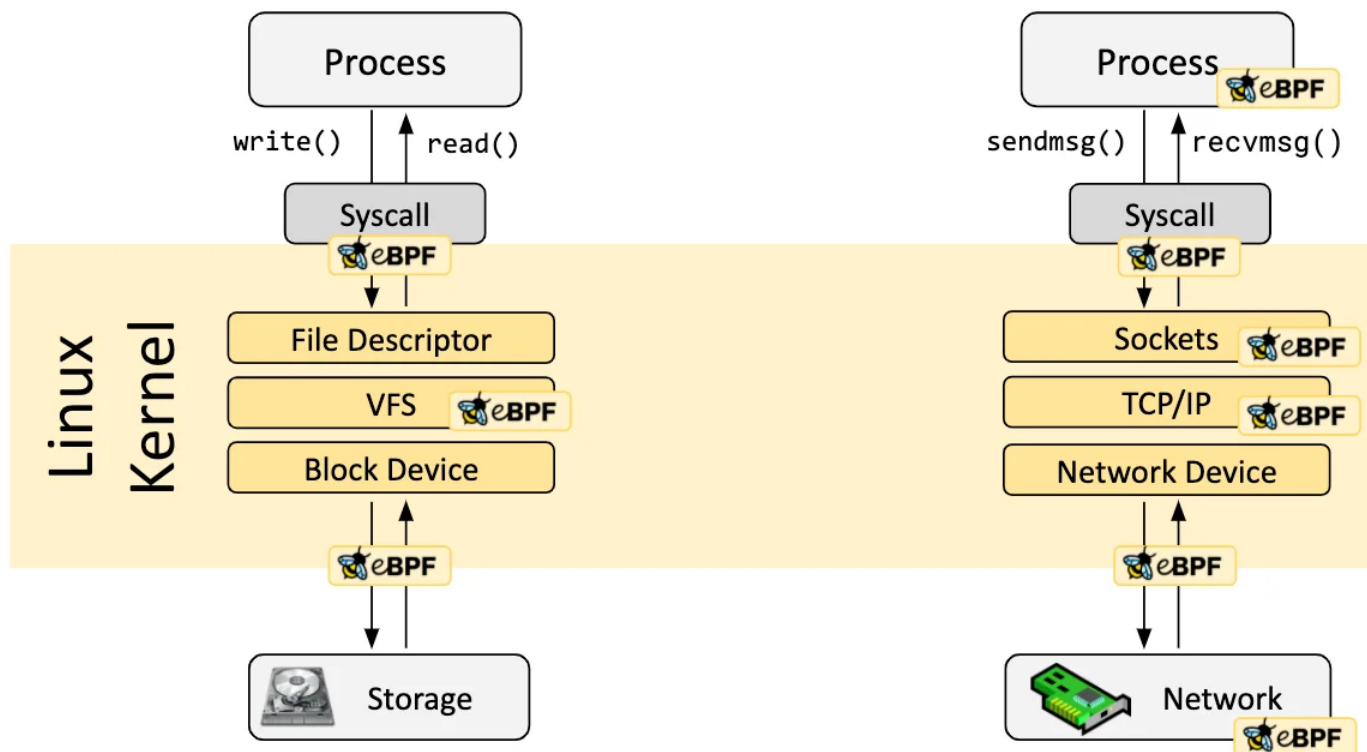 Process
Process
eBPF
write()
read()
sendmsg()
recvmsg()
Syscall
Syscall
eBPF
eBPF
Linux
Kernel
File Descriptor
Sockets
eBPF
VFS
eBPF
TCP/IP
eBPF
Block Device
Network Device
eBPF
eBPF
Storage
Network
eBPF